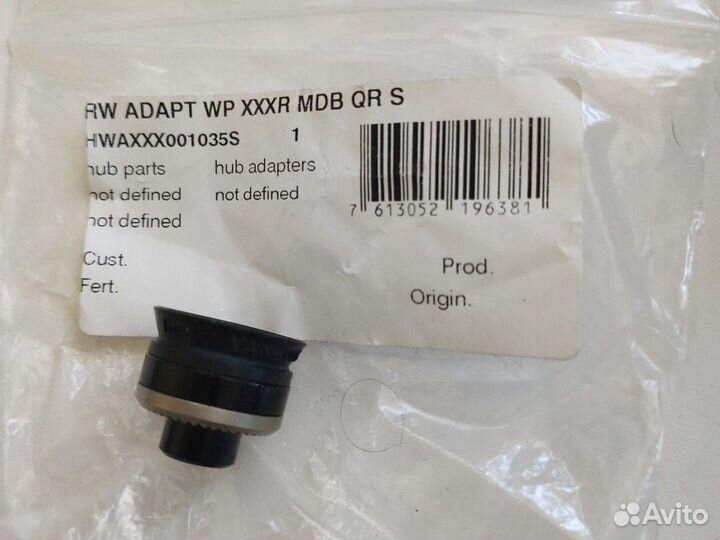 RW ADAPT WP XXXR MDB QR S
HWAXXX001035S 1
hub parts hub adapters
not defined not defined
not defined
7 613052 196381
Cust. Prod.
Fert. Origin.
Avito